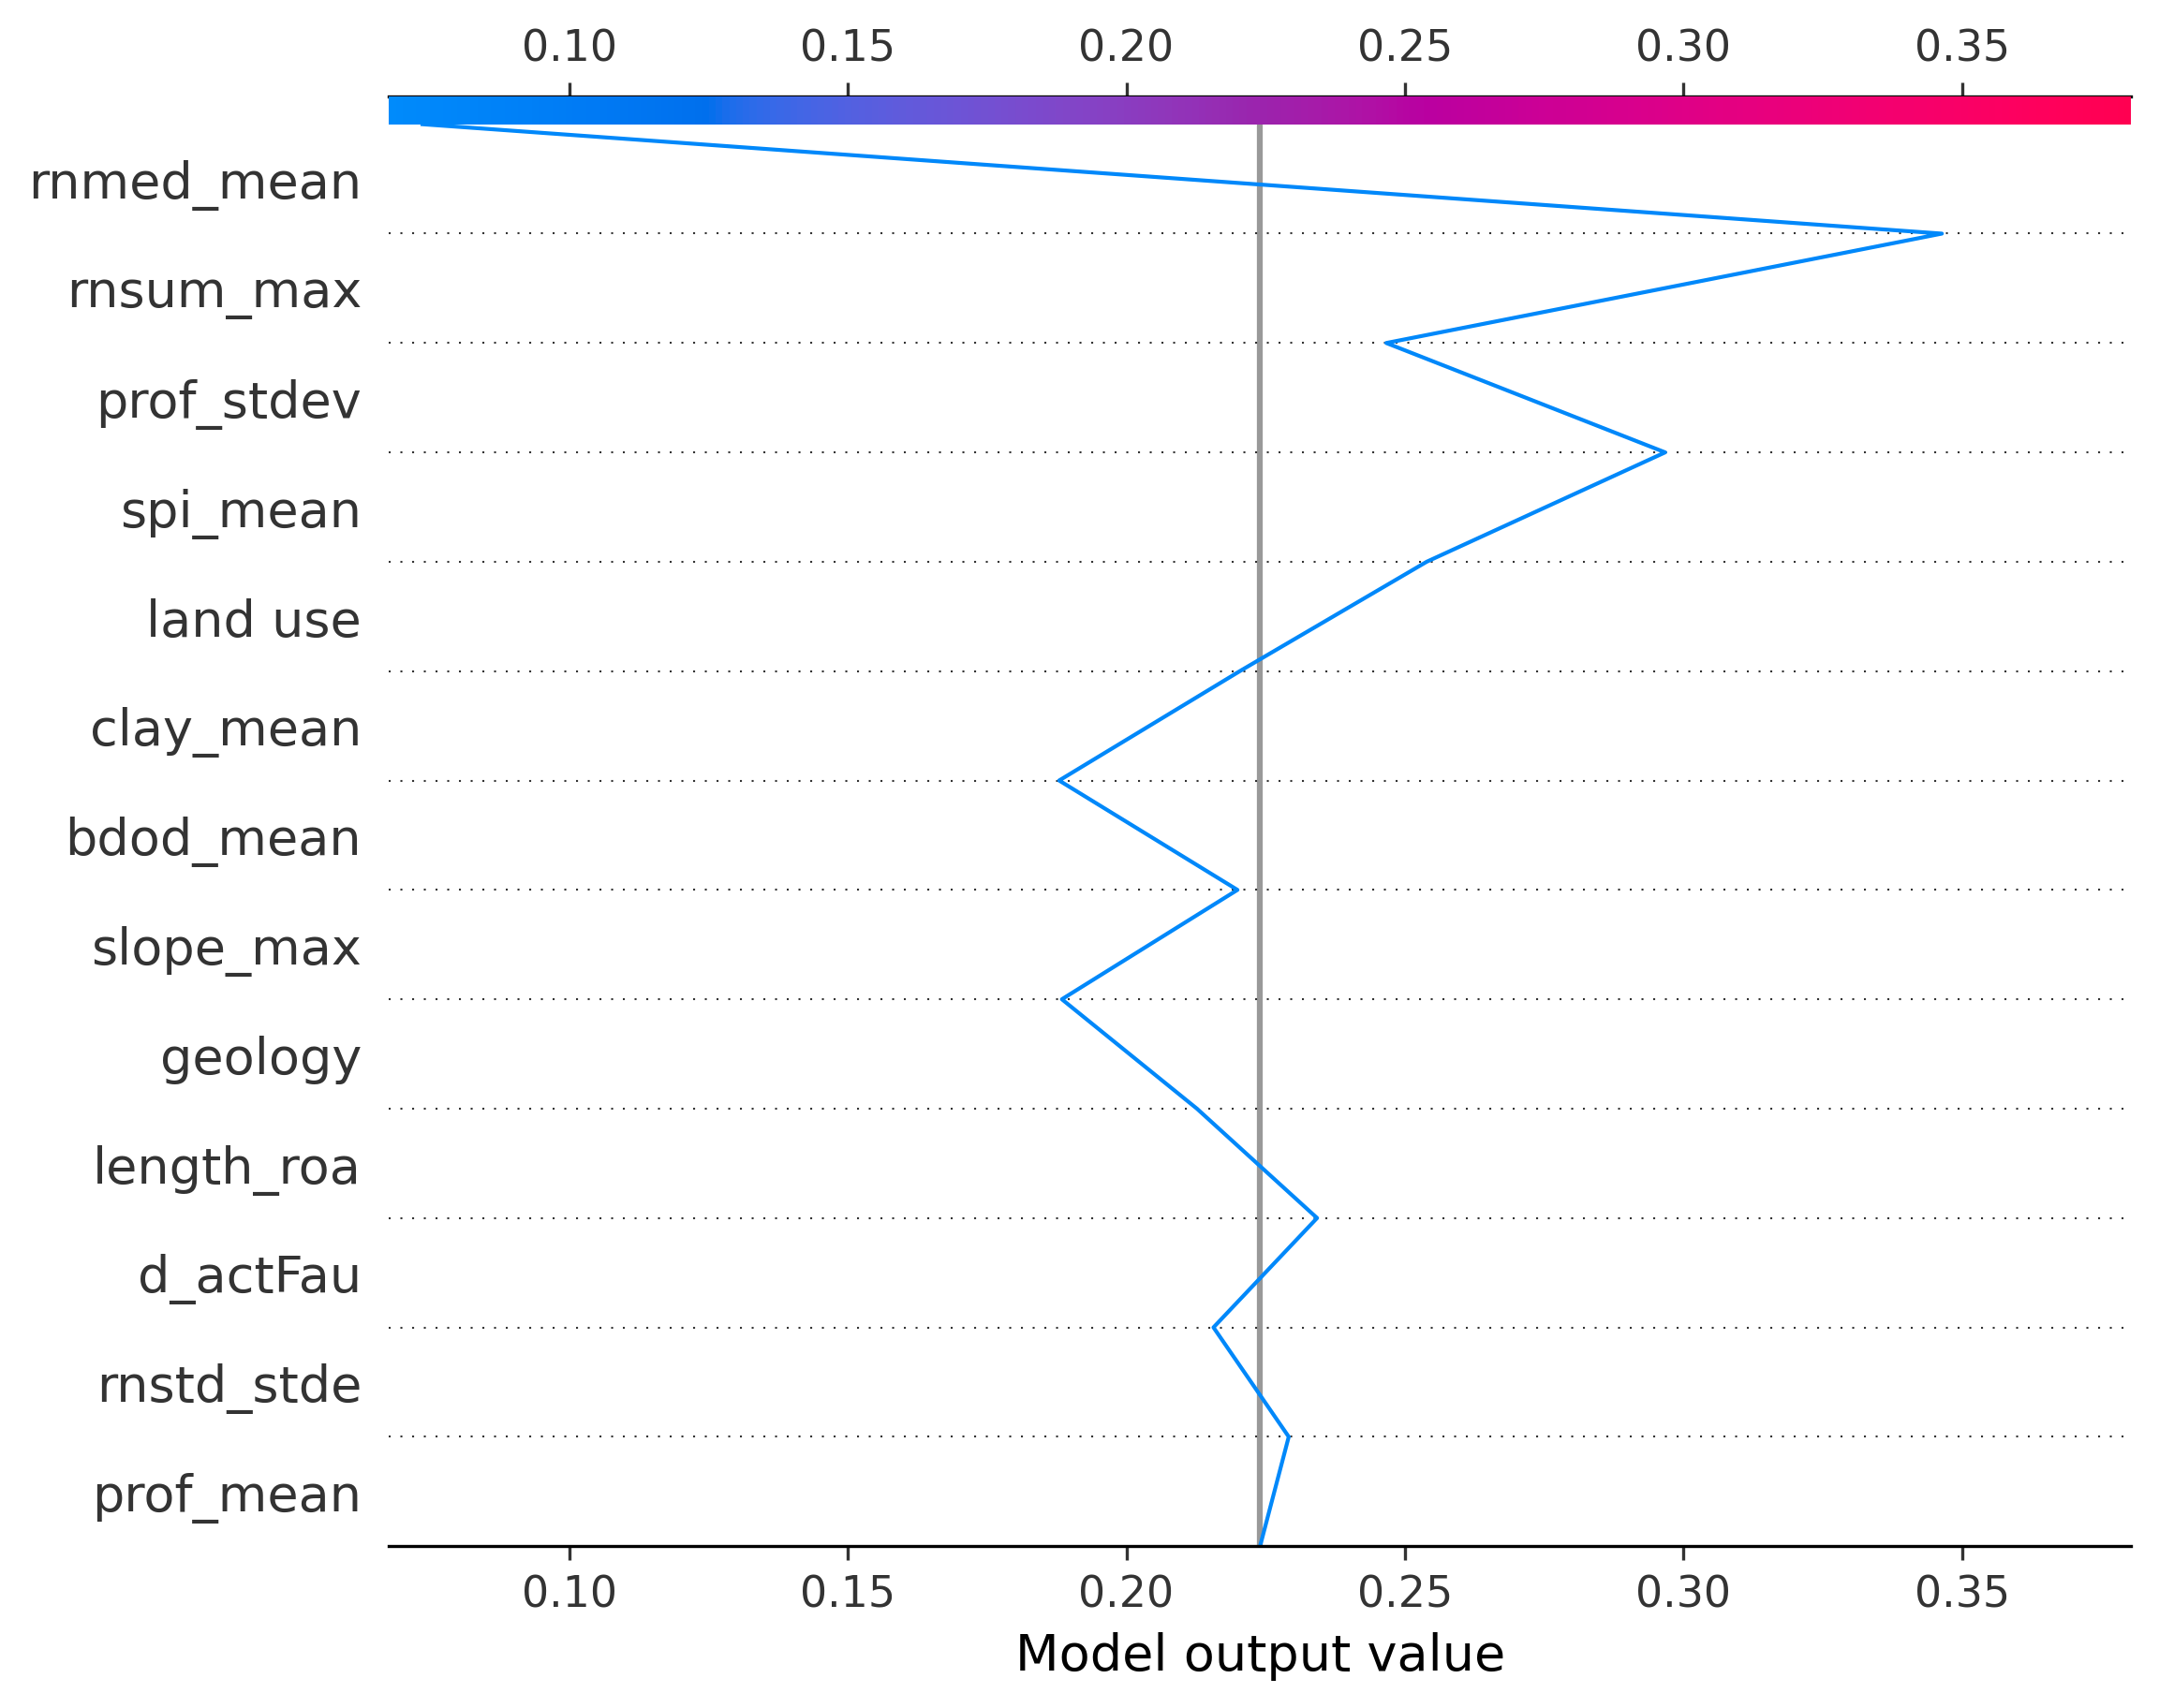 0.10 0.15 0.20 0.25 0.30 0.35
rnmed_mean
rnsum_max
prof_stdev
spi_mean
land use
clay_mean
bdod_mean
slope_max
geology
length_roa
d_actFau
rnstd_stde
prof_mean
0.10 0.15 0.20 0.25 0.30 0.35
Model output value